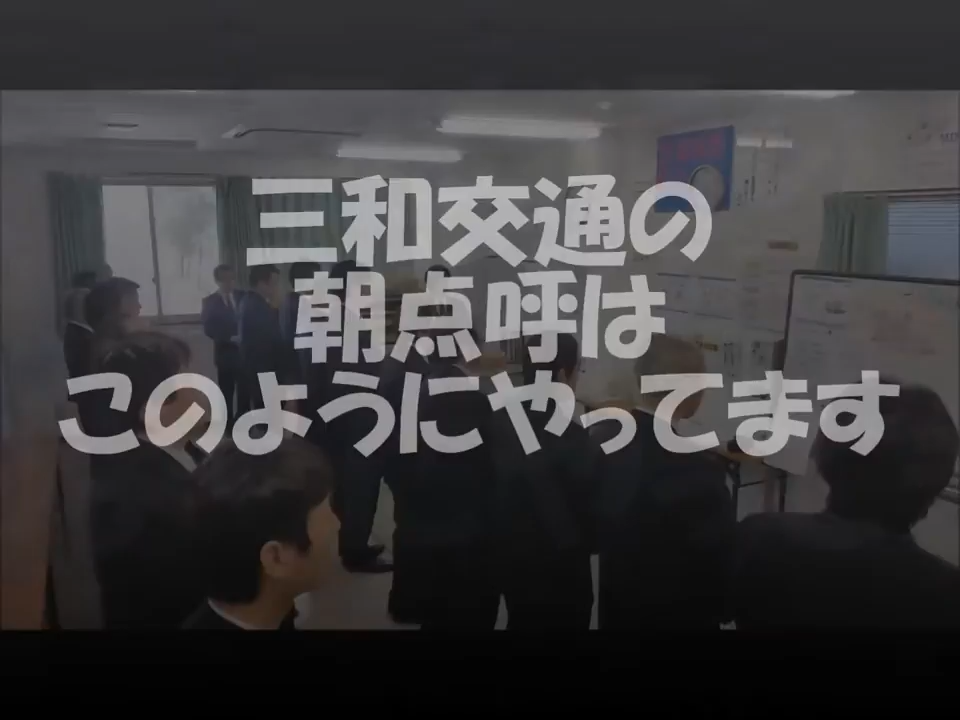 三和交通の
朝点呼は
このようにやってます